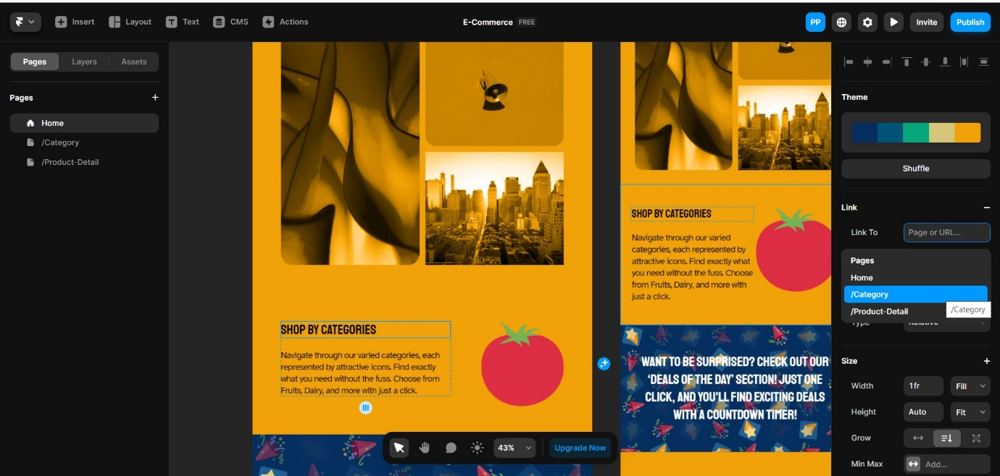 Insert Layout Text CMS Actions
E-Commerce FREE
PP Invite Publish
Pages Layers Assets
Pages
Home
/Category
/Product-Detail
SHOP BY CATEGORIES
Navigate through our varied categories, each
represented by attractive icons. Find exactly
what you need without the fuss. Choose from
Fruits, Dairy, and more with just a click.
SHOP BY CATEGORIES
Navigate through our varied
categories, each represented by
attractive icons. Find exactly what
you need without the fuss. Choose
from Fruits, Dairy, and more with
just a click.
WANT TO BE SURPRISED? CHECK OUT OUR
‘DEALS OF THE DAY’ SECTION! JUST ONE
CLICK, AND YOU'LL FIND EXCITING DEALS
WITH A COUNTDOWN TIMER!
43% Upgrade Now
Theme
Shuffle
Link
Link To Page or URL...
Pages
Home
/Category
/Product-Detail
/Category
Type Relative
Size
Width 1fr Fill
Height Auto Fit
Grow
Min Max Add...